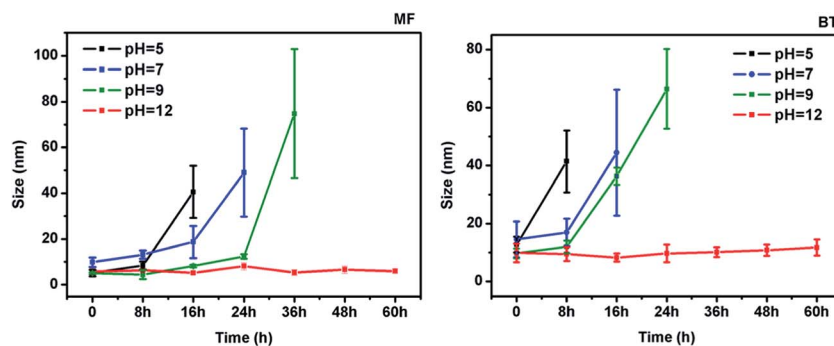 MF
100
80
60
40
20
0
Size (nm)
pH=5
pH=7
pH=9
pH=12
0 8h 16h 24h 36h 48h 60h
Time (h)
BT
80
60
40
20
0
Size (nm)
pH=5
pH=7
pH=9
pH=12
0 8h 16h 24h 36h 48h 60h
Time (h)